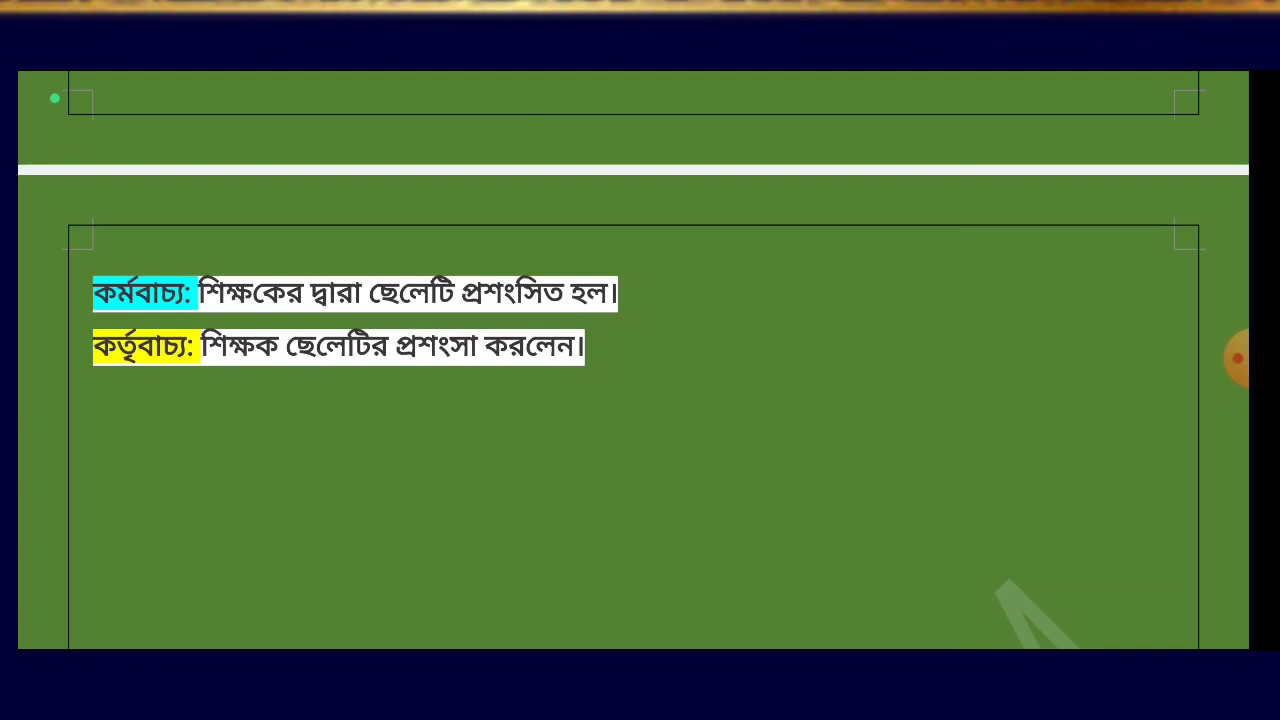 কর্মবাচ্য: শিক্ষকের দ্বারা ছেলেটি প্রশংসিত হল।
কর্তৃবাচ্য: শিক্ষক ছেলেটির প্রশংসা করলেন।